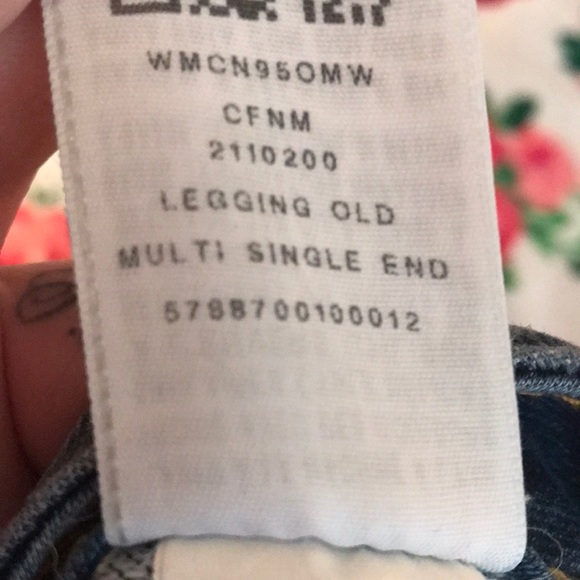 WMCN95OMW
CFNM
2110200
LEGGING OLD
MULTI SINGLE END
5788700100012